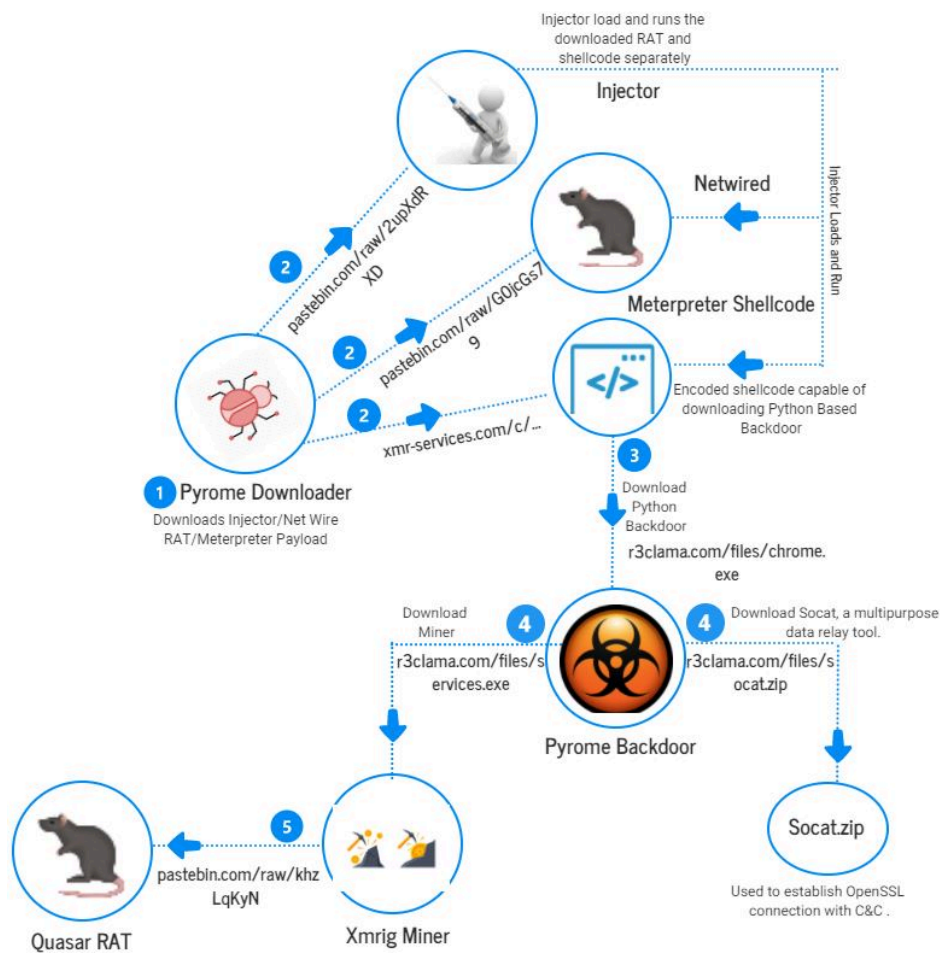 Injector load and runs the
downloaded RAT and
shellcode separately
Injector
Injector Loads and Run
Netwired
2
pastebin.com/raw/2upXdR
XD
2
pastebin.com/raw/G0jcGs7
9
Meterpreter Shellcode
</>
Encoded shellcode capable of
downloading Python Based
Backdoor
2
xmr-services.com/c/...
1 Pyrome Downloader
Downloads Injector/Net Wire
RAT/Meterpreter Payload
3
Download
Python
Backdoor
r3clama.com/files/chrome.
exe
Download
Miner
4
r3clama.com/files/s
ervices.exe
4
Download Socat, a multipurpose
data relay tool.
r3clama.com/files/s
ocat.zip
Pyrome Backdoor
Socat.zip
Used to establish OpenSSL
connection with C&C .
5
pastebin.com/raw/khz
LqKyN
Quasar RAT
Xmrig Miner